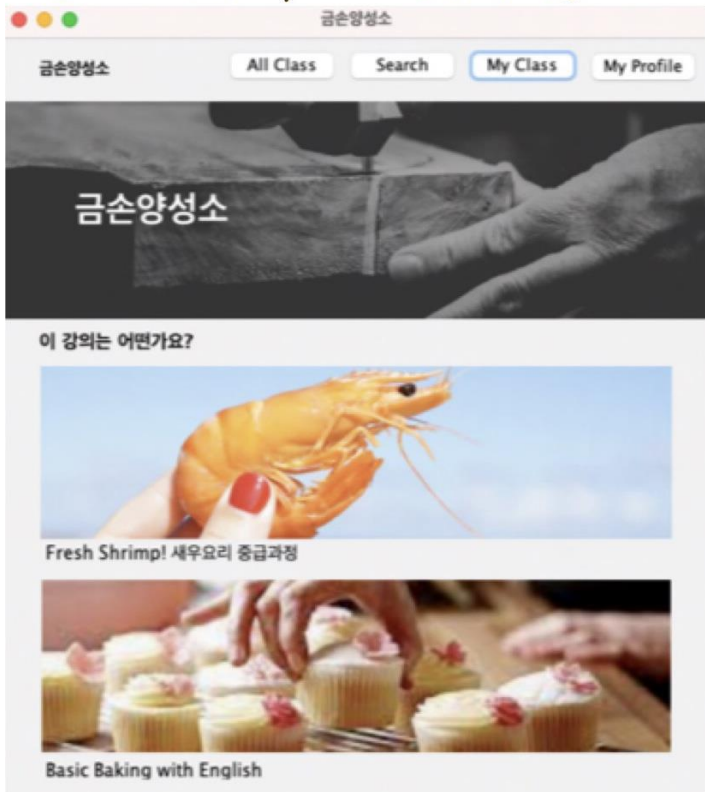 금손양성소
금손양성소 All Class Search My Class My Profile
금손양성소
이 강의는 어떤가요?
Fresh Shrimp! 새우요리 중급과정
Basic Baking with English